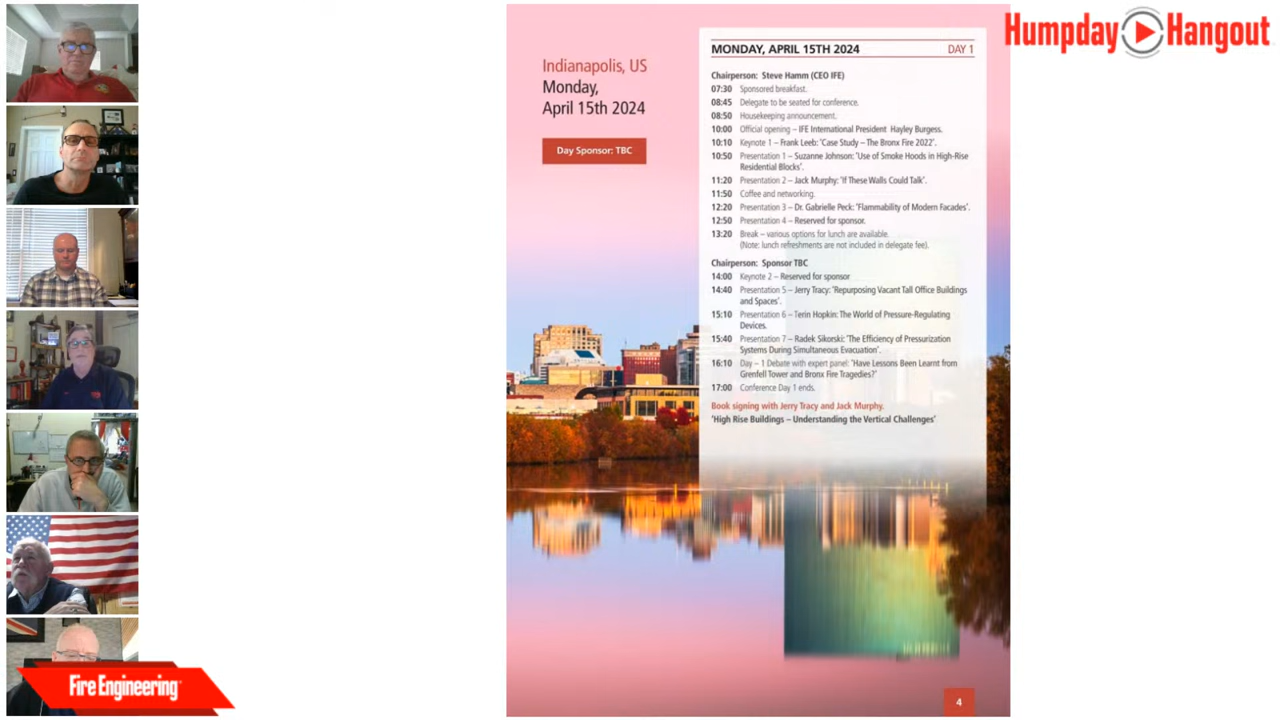 Humpday Hangout
Indianapolis, US
Monday,
April 15th 2024
Day Sponsor: TBC
MONDAY, APRIL 15TH 2024 DAY 1
Chairperson: Steve Hamm (CEO IFE)
07:30 Sponsored breakfast.
08:45 Delegate to be seated for conference.
08:50 Housekeeping announcement.
10:00 Official opening – IFE International President Hayley Burgess.
10:10 Keynote 1 – Frank Leeb: 'Case Study – The Bronx Fire 2022'.
10:50 Presentation 1 – Suzanne Johnson: 'Use of Smoke Hoods in High-Rise
Residential Blocks'.
11:20 Presentation 2 – Jack Murphy: 'If These Walls Could Talk'.
11:50 Coffee and networking.
12:20 Presentation 3 – Dr. Gabrielle Peck: 'Flammability of Modern Facades'.
12:50 Presentation 4 – Reserved for sponsor.
13:20 Break – various options for lunch are available.
(Note: lunch refreshments are not included in delegate fee).
Chairperson: Sponsor TBC
14:00 Keynote 2 – Reserved for sponsor
14:40 Presentation 5 – Jerry Tracy: 'Repurposing Vacant Tall Office Buildings
and Spaces'.
15:10 Presentation 6 – Terin Hopkin: The World of Pressure-Regulating
Devices.
15:40 Presentation 7 – Radek Sikorski: 'The Efficiency of Pressurization
Systems During Simultaneous Evacuation'.
16:10 Day – 1 Debate with expert panel: 'Have Lessons Been Learnt from
Grenfell Tower and Bronx Fire Tragedies?'
17:00 Conference Day 1 ends.
Book signing with Jerry Tracy and Jack Murphy.
'High Rise Buildings – Understanding the Vertical Challenges'
4
Fire Engineering